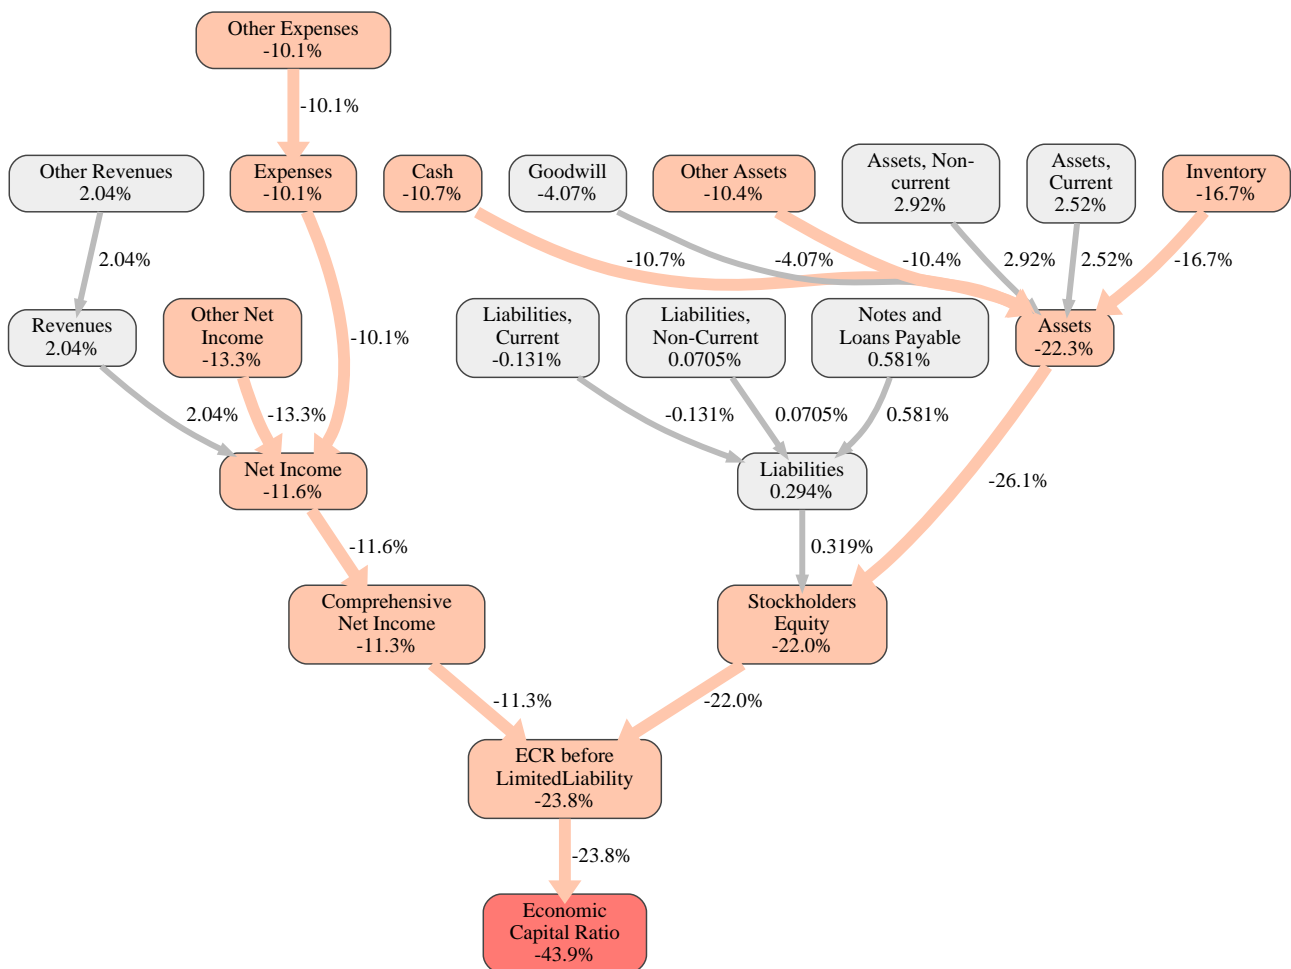 Other Expenses
-10.1%
-10.1%
Other Revenues
2.04%
Expenses
-10.1%
Cash
-10.7%
Goodwill
-4.07%
Other Assets
-10.4%
Assets, Non-
current
2.92%
Assets,
Current
2.52%
Inventory
-16.7%
2.04%
-10.7%
-4.07%
-10.4%
2.92%
2.52%
-16.7%
Revenues
2.04%
Other Net
Income
-13.3%
-10.1%
Liabilities,
Current
-0.131%
Liabilities,
Non-Current
0.0705%
Notes and
Loans Payable
0.581%
Assets
-22.3%
2.04%
-13.3%
-0.131%
0.0705%
0.581%
Net Income
-11.6%
Liabilities
0.294%
-26.1%
-11.6%
0.319%
Comprehensive
Net Income
-11.3%
Stockholders
Equity
-22.0%
-11.3%
-22.0%
ECR before
LimitedLiability
-23.8%
-23.8%
Economic
Capital Ratio
-43.9%